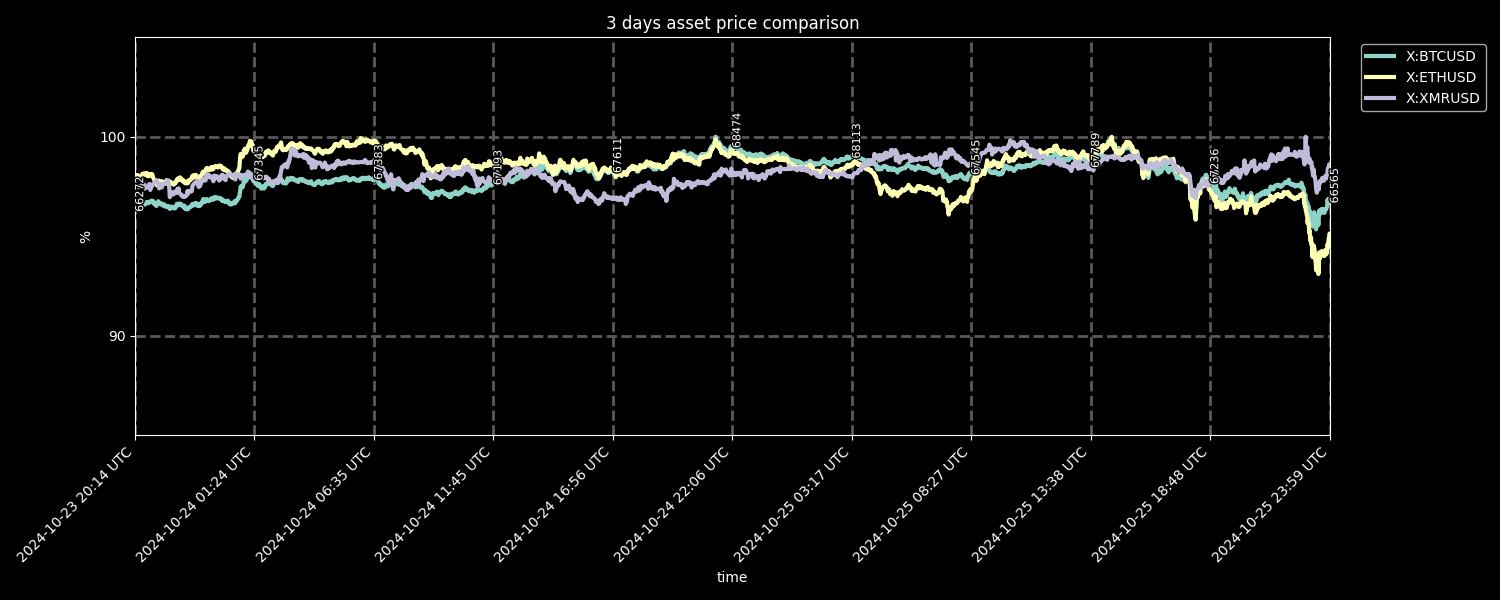 3 days asset price comparison
X:BTCUSD
X:ETHUSD
X:XMRUSD
100
90
%
66272
67345
67383
67193
67611
68474
68113
67545
67789
67236
66565
2024-10-23 20:14 UTC
2024-10-24 01:24 UTC
2024-10-24 06:35 UTC
2024-10-24 11:45 UTC
2024-10-24 16:56 UTC
2024-10-24 22:06 UTC
2024-10-25 03:17 UTC
2024-10-25 08:27 UTC
2024-10-25 13:38 UTC
2024-10-25 18:48 UTC
2024-10-25 23:59 UTC
time